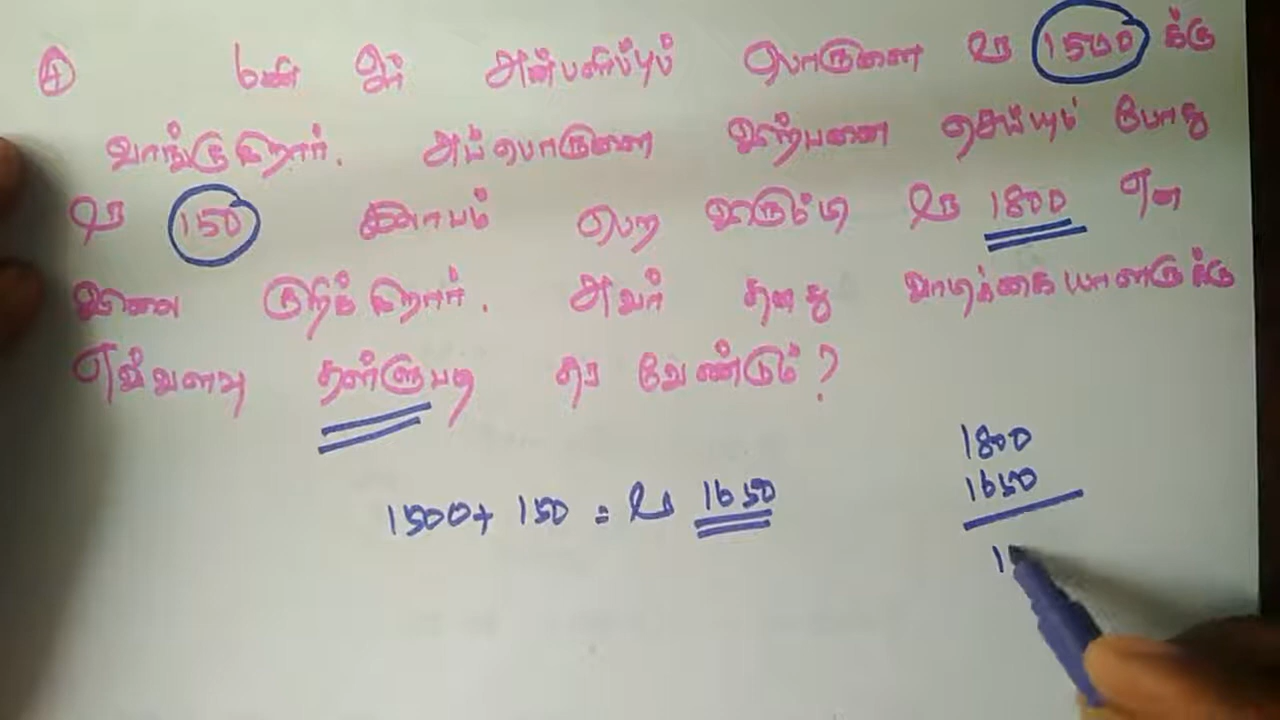 ④ மணி ஓர் அன்பளிப்புப் பொருளை ரூ 1500 க்கு
வாங்குகிறார். அப்பொருளை விற்பனை செய்யும் போது
ரூ 150 இலாபம் பெற விரும்பி ரூ 1800 என
விலை குறிக்கிறார். அவர் தனது வாடிக்கையாளருக்கு
எவ்வளவு தள்ளுபடி தர வேண்டும்?
1500+ 150 = ரூ 1650
1800
1650
1